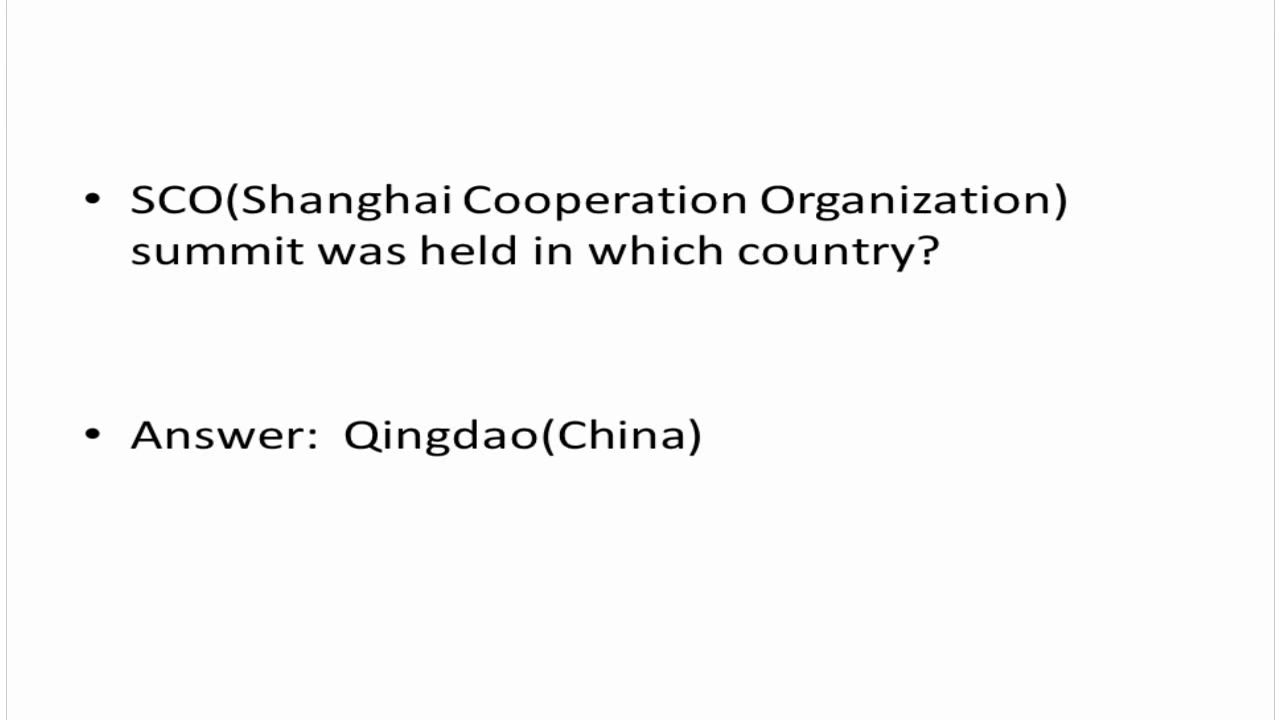 • SCO(Shanghai Cooperation Organization)
summit was held in which country?
• Answer: Qingdao(China)